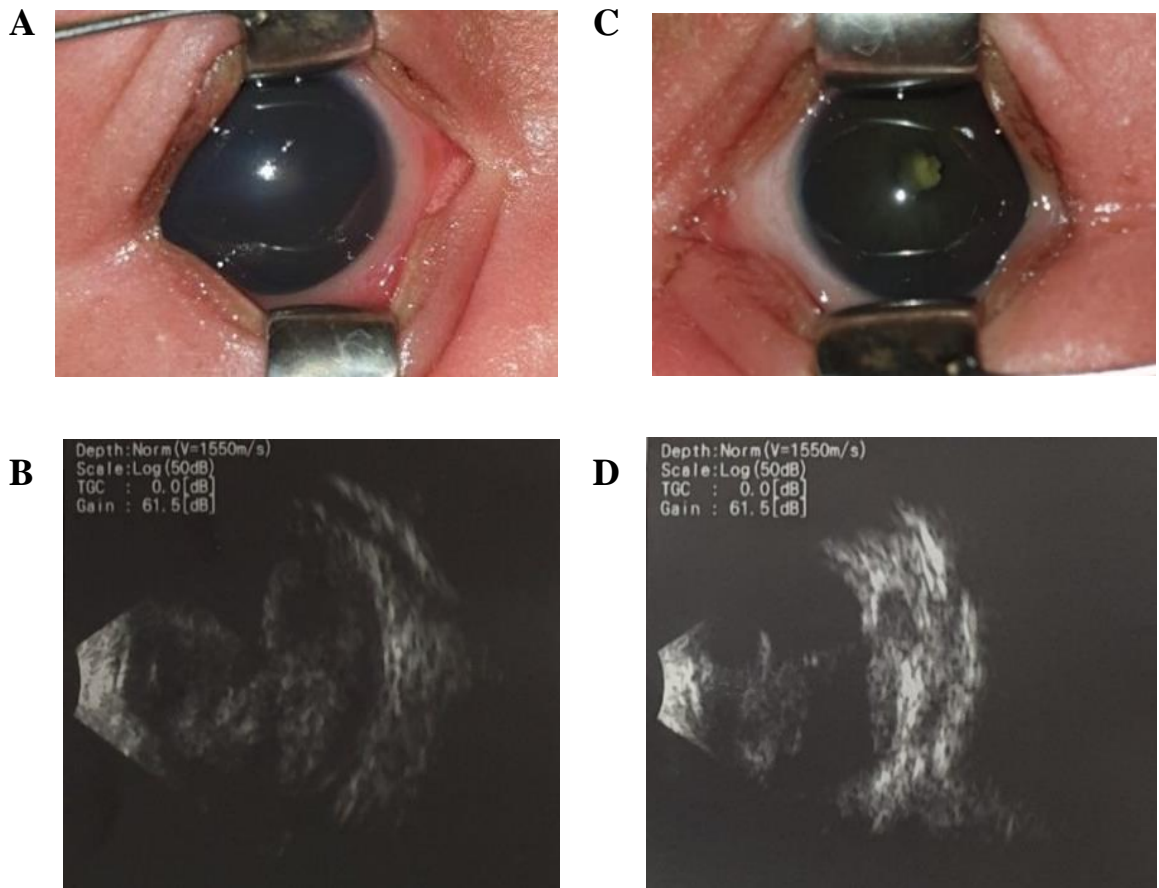 A
C
B
Depth:Norm(V=1550m/s)
Scale:Log(50dB)
TGC : 0.0[dB]
Gain : 61.5[dB]
D
Depth:Norm(V=1550m/s)
Scale:Log(50dB)
TGC : 0.0[dB]
Gain : 61.5[dB]